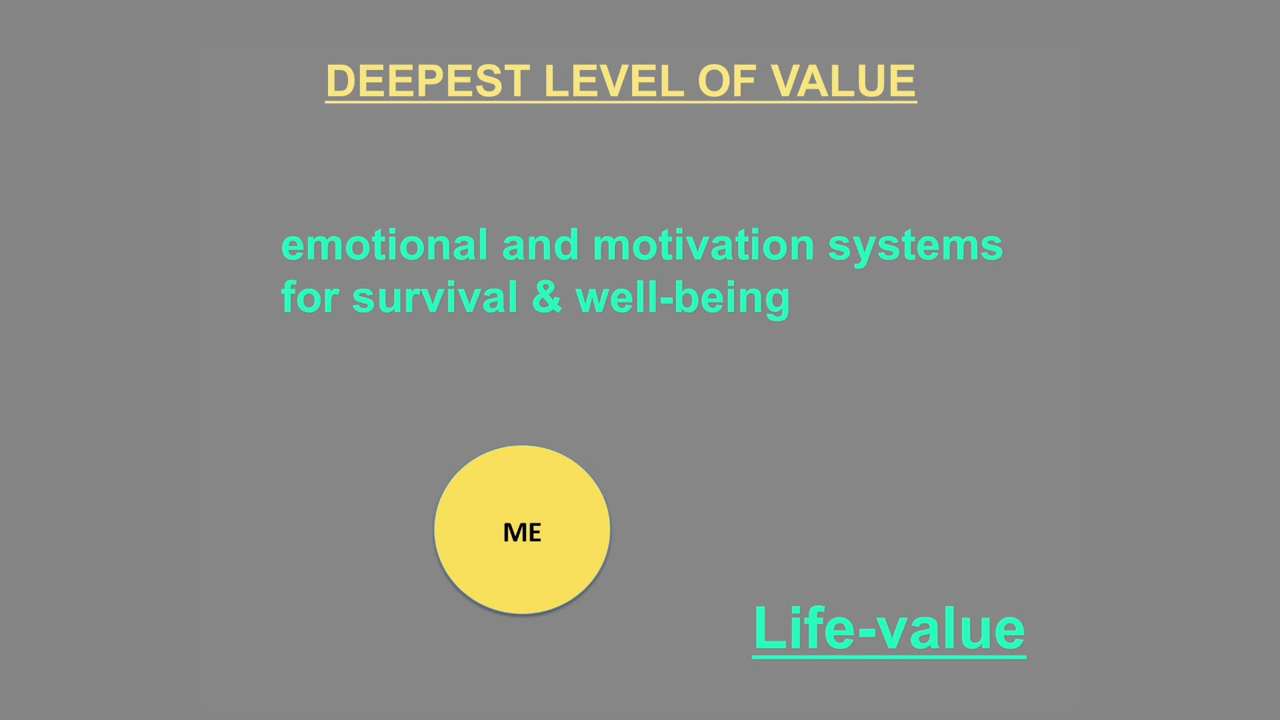 DEEPEST LEVEL OF VALUE
emotional and motivation systems
for survival & well-being
ME
Life-value